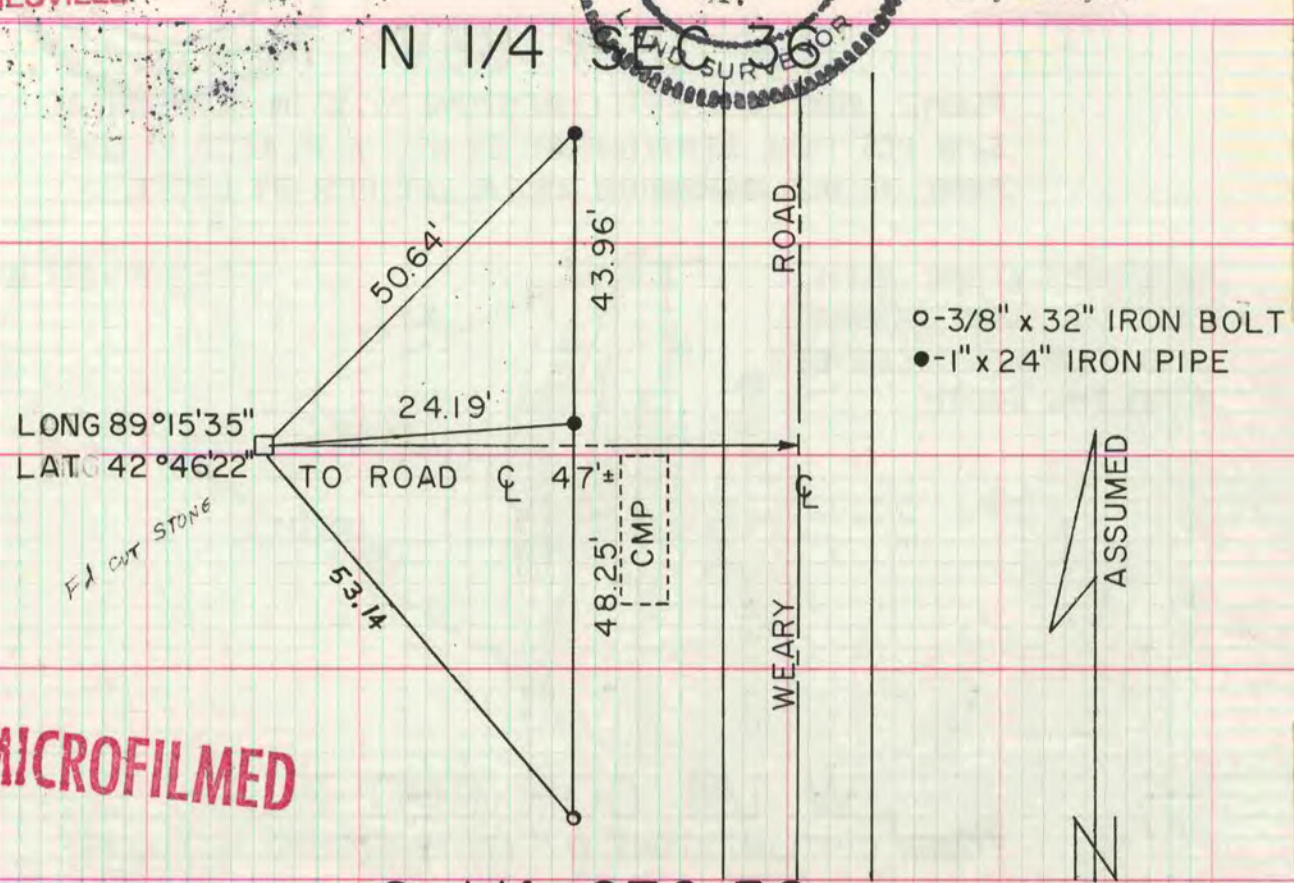 N 1/4 SEC 36
LAND SURVEYOR
50.64'
43.96'
ROAD
o-3/8" x 32" IRON BOLT
●-1" x 24" IRON PIPE
24.19'
LONG 89°15'35"
LAT 42°46'22"
TO ROAD ℄ 47'±
℄
Fd CUT STONE
53.14
48.25'
CMP
ASSUMED
WEARY
MICROFILMED
N